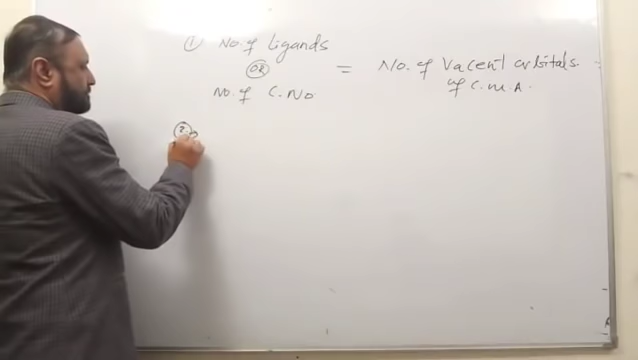 ① No. of Ligands
OR
No. of C. No.
= No. of Vacent orbitals
of C. M. A.
②